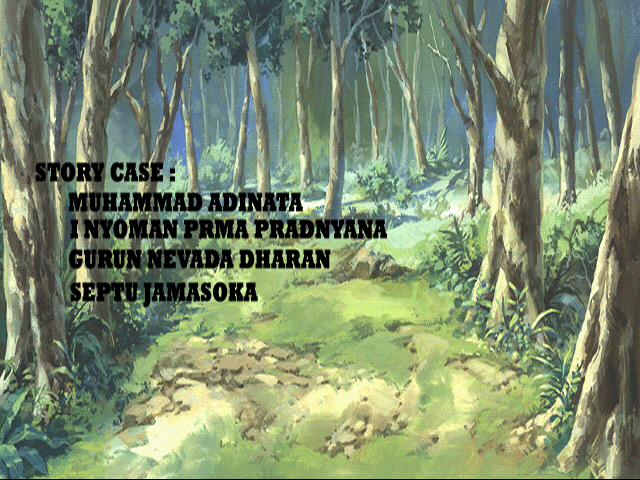 STORY CASE :
MUHAMMAD ADINATA
I NYOMAN PRMA PRADNYANA
GURUN NEVADA DHARAN
SEPTU JAMASOKA